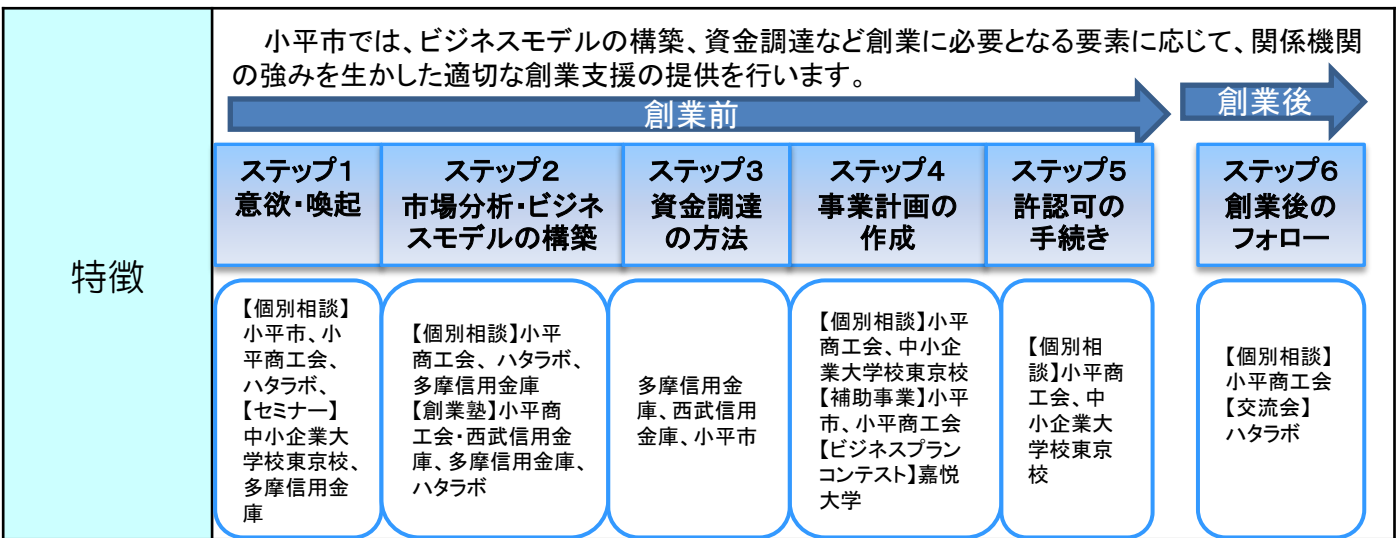 特徴
小平市では、ビジネスモデルの構築、資金調達など創業に必要となる要素に応じて、関係機関
の強みを生かした適切な創業支援の提供を行います。
創業前
創業後
ステップ1
意欲・喚起
ステップ2
市場分析・ビジネ
スモデルの構築
ステップ3
資金調達
の方法
ステップ4
事業計画の
作成
ステップ5
許認可の
手続き
ステップ6
創業後の
フォロー
【個別相談】
小平市、小
平商工会、
ハタラボ、
【セミナー】
中小企業大
学校東京校、
多摩信用金
庫
【個別相談】小平
商工会、ハタラボ、
多摩信用金庫
【創業塾】小平商
工会・西武信用金
庫、多摩信用金庫、
ハタラボ
多摩信用金
庫、西武信用
金庫、小平市
【個別相談】小平
商工会、中小企
業大学校東京校
【補助事業】小平
市、小平商工会
【ビジネスプラン
コンテスト】嘉悦
大学
【個別相
談】小平商
工会、中
小企業大
学校東京
校
【個別相談】
小平商工会
【交流会】
ハタラボ